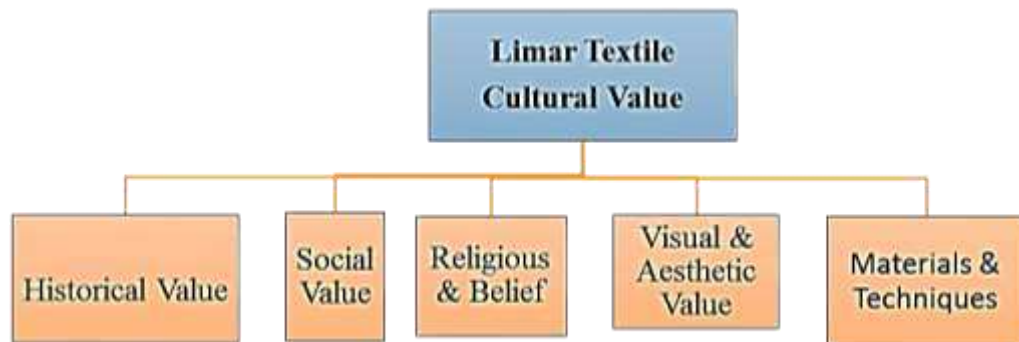 Limar Textile
Cultural Value
Historical Value
Social
Value
Religious
& Belief
Visual &
Aesthetic
Value
Materials &
Techniques